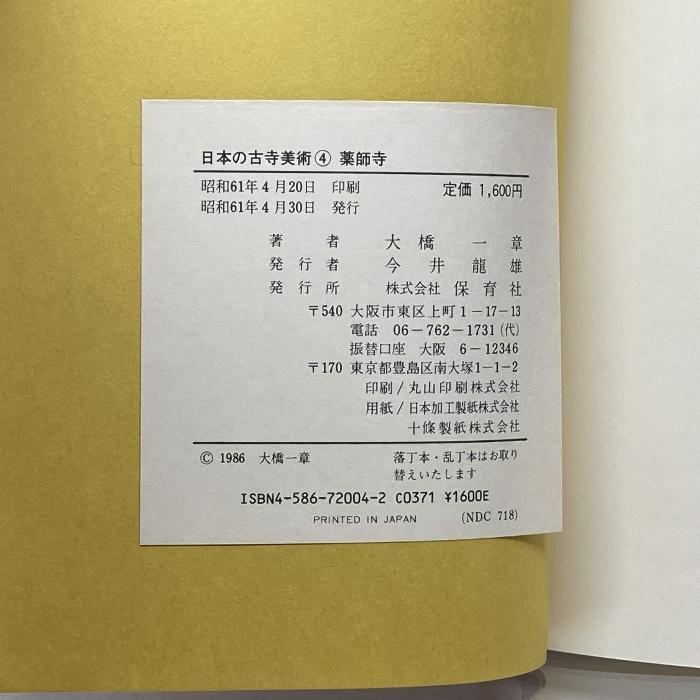 日本の古寺美術④ 薬師寺
昭和61年4月20日 印刷 定価 1,600円
昭和61年4月30日 発行
著者 大橋一章
発行者 今井龍雄
発行所 株式会社 保育社
〒540 大阪市東区上町1-17-13
電話 06-762-1731(代)
振替口座 大阪 6-12346
〒170 東京都豊島区南大塚1-1-2
印刷/丸山印刷株式会社
用紙/日本加工製紙株式会社
十條製紙株式会社
© 1986 大橋一章 落丁本・乱丁本はお取り
替えいたします
ISBN4-586-72004-2 C0371 ¥1600E
PRINTED IN JAPAN (NDC 718)